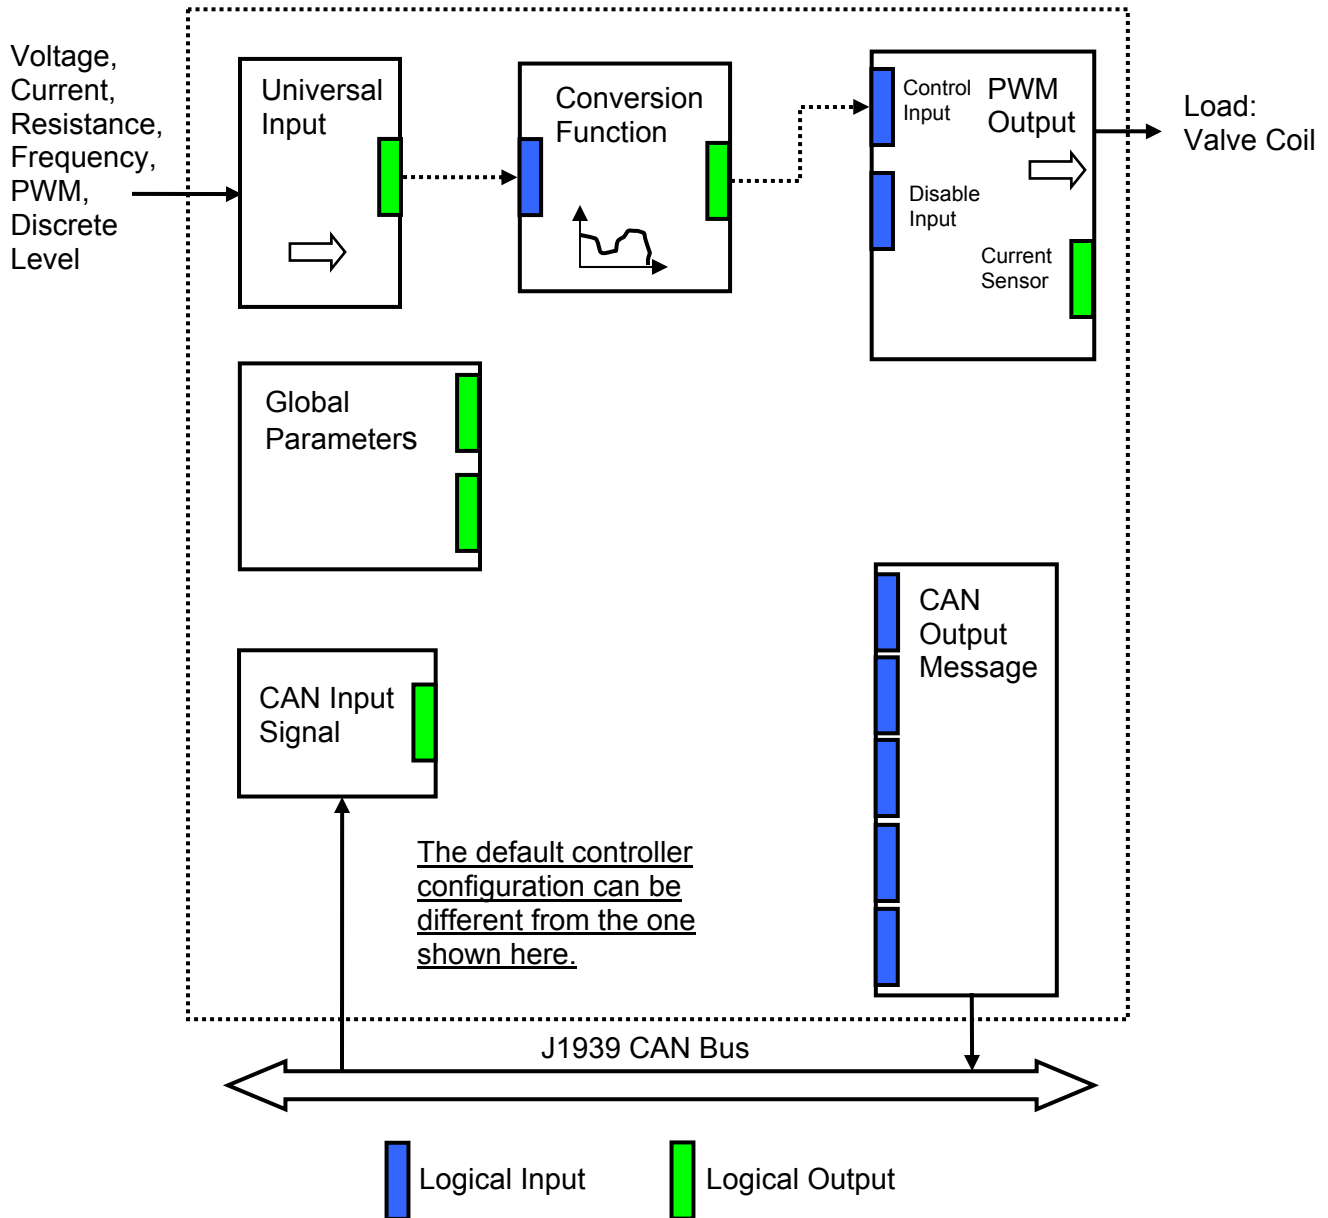 Voltage,
Current,
Resistance,
Frequency,
PWM,
Discrete
Level
Universal
Input
Conversion
Function
Control
Input
PWM
Output
Disable
Input
Current
Sensor
Load:
Valve Coil
Global
Parameters
CAN Input
Signal
CAN
Output
Message
The default controller
configuration can be
different from the one
shown here.
J1939 CAN Bus
Logical Input
Logical Output